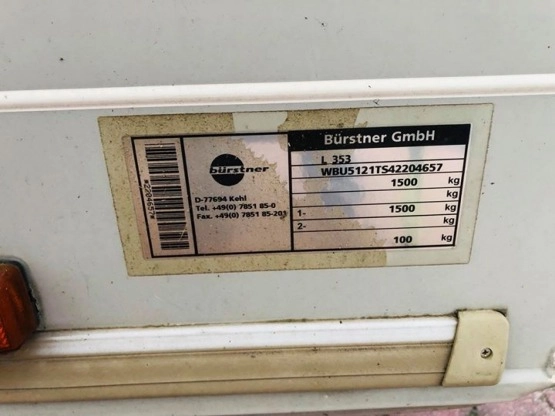 #2204657#
bürstner
D-77694 Kehl
Tel. +49(0) 7851 85-0
Fax. +49(0) 7851 85-201
Bürstner GmbH
L 353
WBU5121TS42204657
1500 kg
kg
1- 1500 kg
2- kg
100 kg